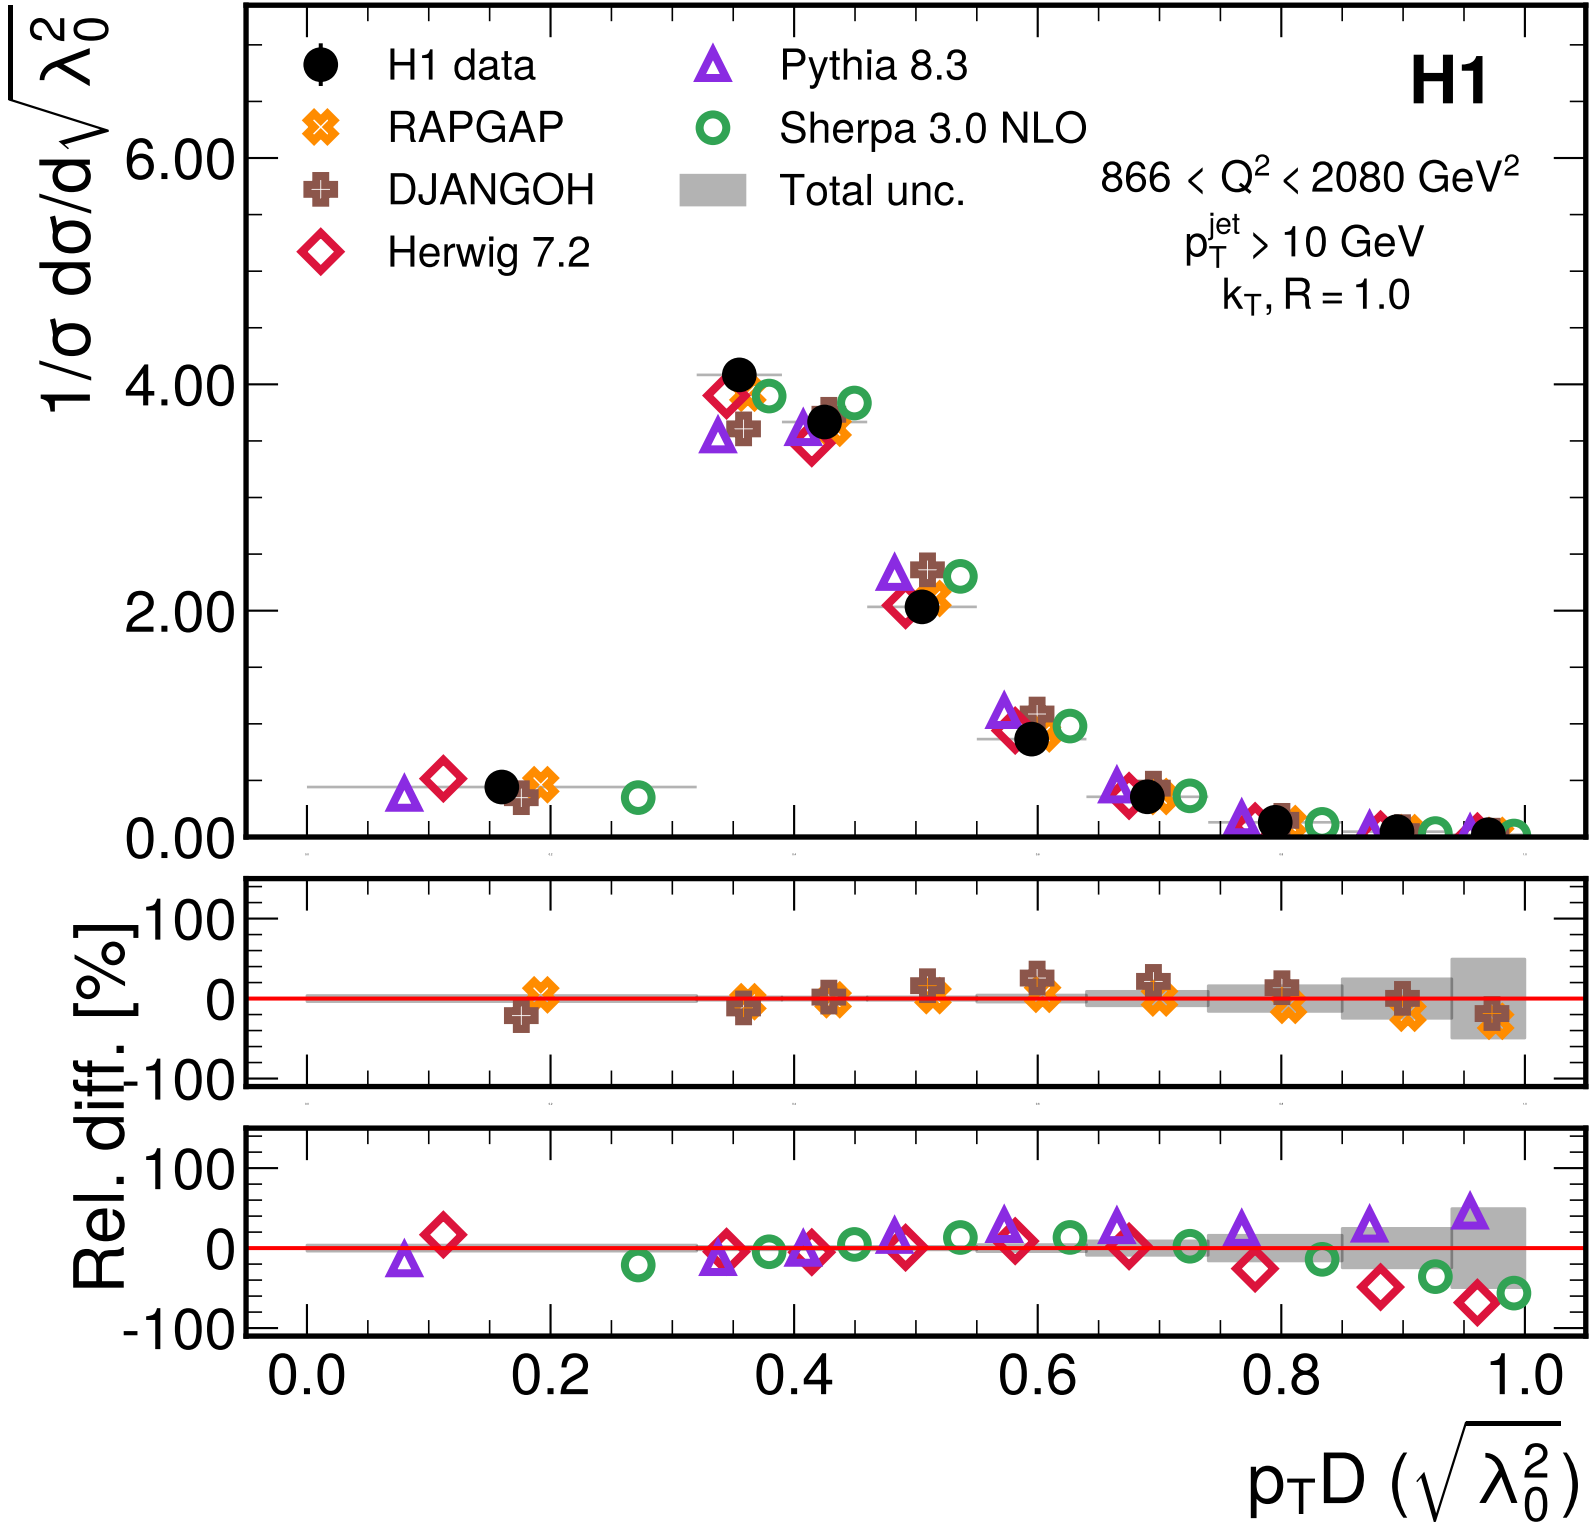 1/σ dσ/d√λ₀²
H1 data
RAPGAP
DJANGOH
Herwig 7.2
Pythia 8.3
Sherpa 3.0 NLO
Total unc.
H1
866 < Q² < 2080 GeV²
p_T^jet > 10 GeV
k_T, R = 1.0
6.00
4.00
2.00
0.00
Rel. diff. [%]
100
0
-100
100
0
-100
0.0 0.2 0.4 0.6 0.8 1.0
p_T D (√λ₀²)